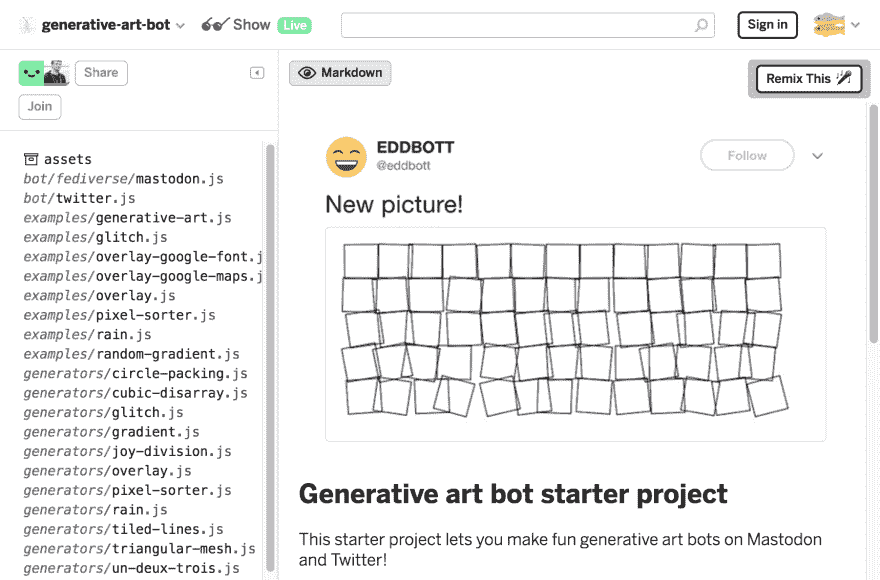 generative-art-bot Show Live Sign in
Share
Join
Markdown
Remix This
assets
bot/fediverse/mastodon.js
bot/twitter.js
examples/generative-art.js
examples/glitch.js
examples/overlay-google-font.j
examples/overlay-google-maps.j
examples/overlay.js
examples/pixel-sorter.js
examples/rain.js
examples/random-gradient.js
generators/circle-packing.js
generators/cubic-disarray.js
generators/glitch.js
generators/gradient.js
generators/joy-division.js
generators/overlay.js
generators/pixel-sorter.js
generators/rain.js
generators/tiled-lines.js
generators/triangular-mesh.js
generators/un-deux-trois.js
EDDBOTT
@eddbott
Follow
New picture!
Generative art bot starter project
This starter project lets you make fun generative art bots on Mastodon
and Twitter!